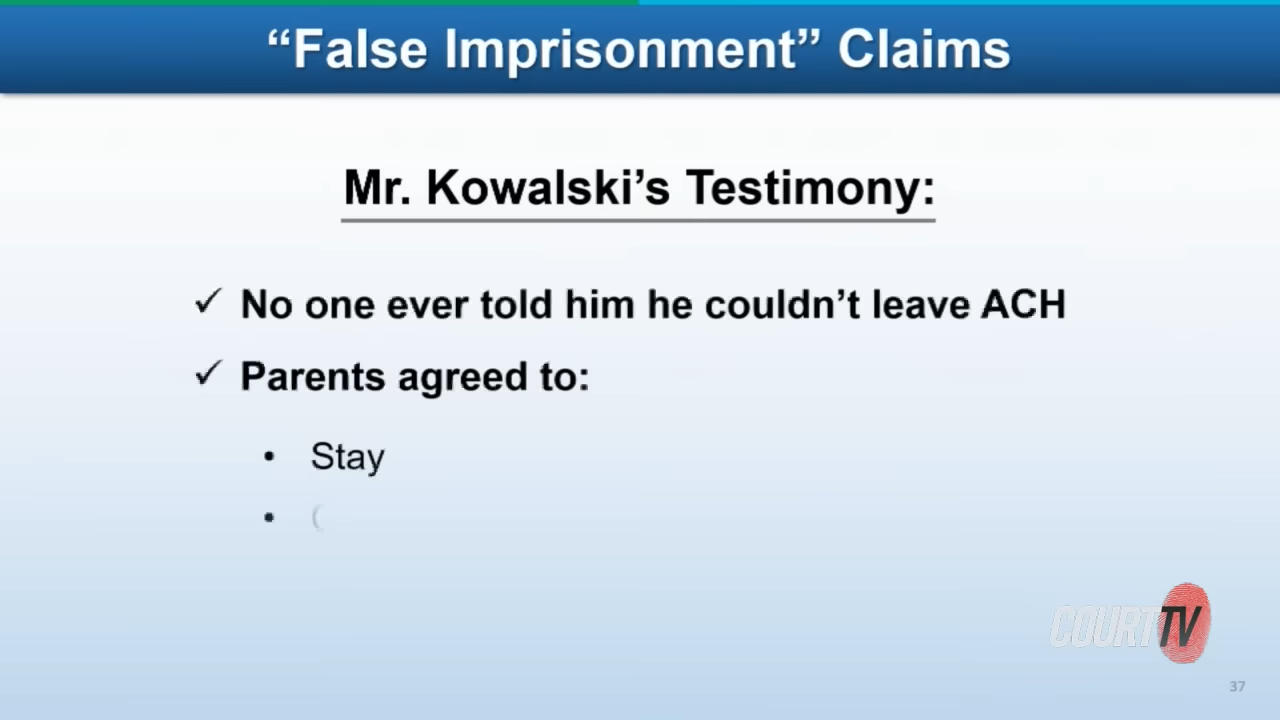 “False Imprisonment” Claims
Mr. Kowalski’s Testimony:
✓ No one ever told him he couldn’t leave ACH
✓ Parents agreed to:
• Stay
•
COURT TV
37